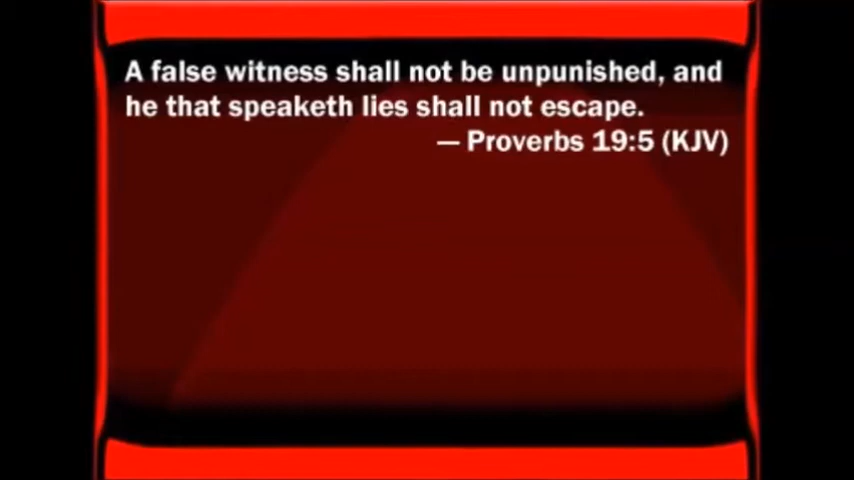 A false witness shall not be unpunished, and
he that speaketh lies shall not escape.
— Proverbs 19:5 (KJV)